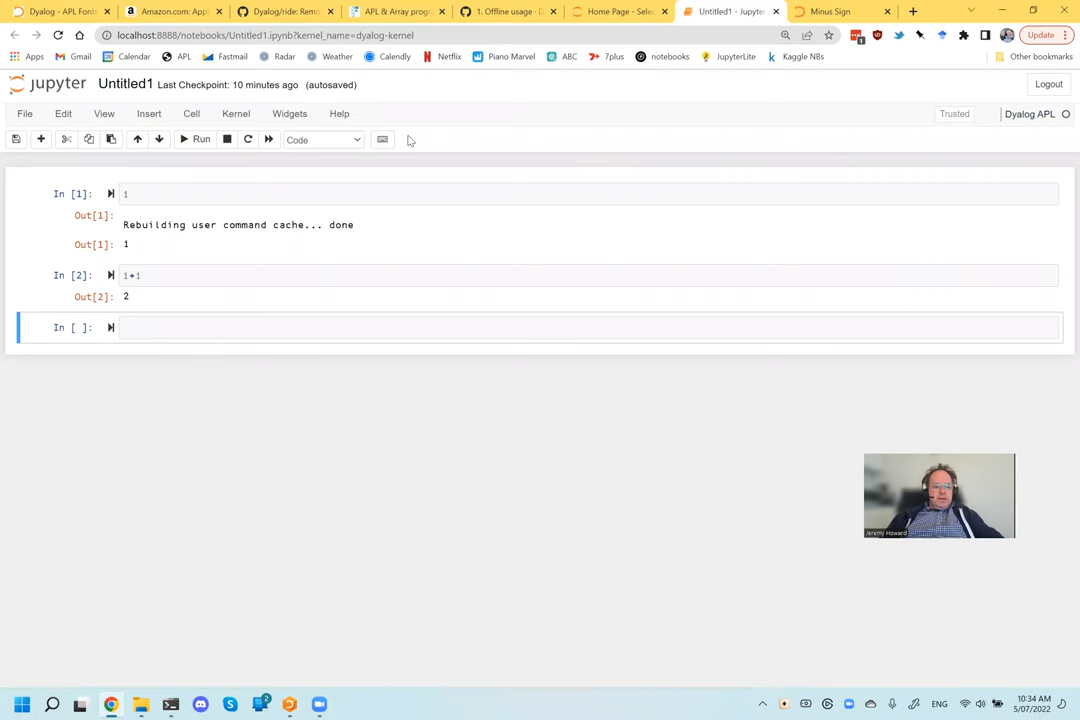 Dyalog - APL Fonts
Amazon.com: Appl
Dyalog/ride: Remo
APL & Array progra
1. Offline usage - D
Home Page - Selec
Untitled1 - Jupyte
Minus Sign
localhost:8888/notebooks/Untitled1.ipynb?kernel_name=dyalog-kernel
Update
Apps
Gmail
Calendar
APL
Fastmail
Radar
Weather
Calendly
Netflix
Piano Marvel
ABC
7plus
notebooks
JupyterLite
Kaggle NBs
Other bookmarks
jupyter Untitled1 Last Checkpoint: 10 minutes ago (autosaved)
Logout
File Edit View Insert Cell Kernel Widgets Help
Trusted
Dyalog APL
Run
Code
In [1]: 1
Out[1]:
Rebuilding user command cache... done
Out[1]: 1
In [2]: 1+1
Out[2]: 2
In [ ]:
Jeremy Howard
2
ENG
10:34 AM
5/07/2022